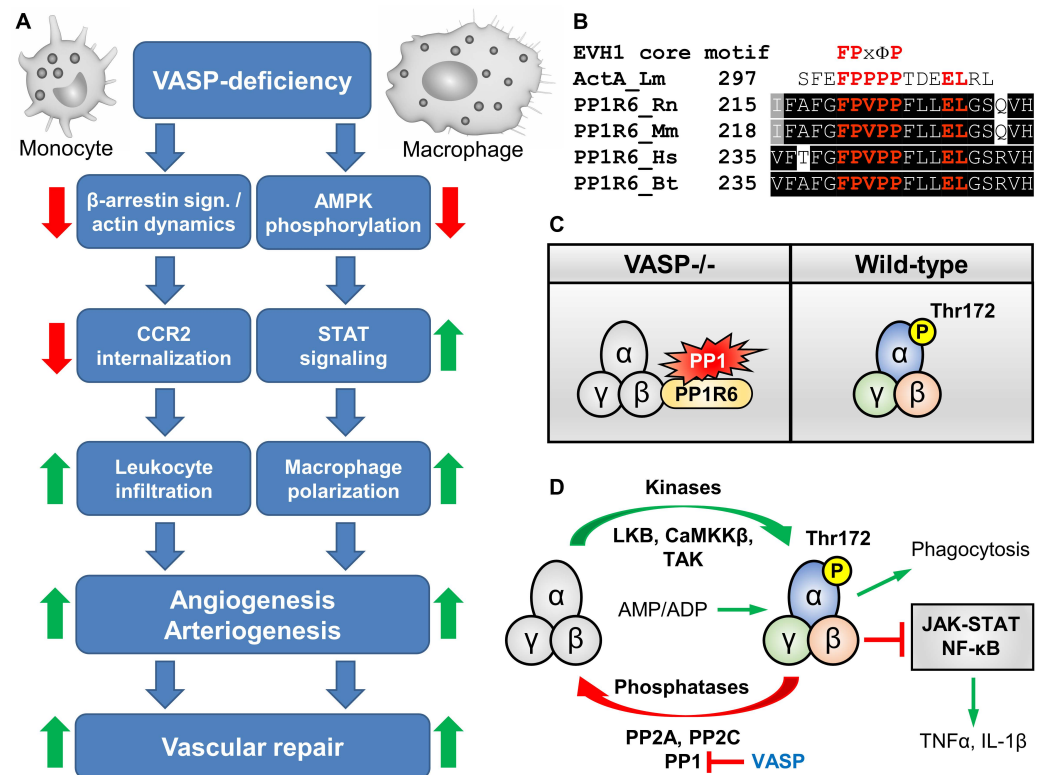 A
VASP-deficiency
Monocyte
Macrophage
β-arrestin sign. /
actin dynamics
AMPK
phosphorylation
CCR2
internalization
STAT
signaling
Leukocyte
infiltration
Macrophage
polarization
Angiogenesis
Arteriogenesis
Vascular repair
B
EVH1 core motif FPxΦP
ActA_Lm 297 SFEFPPPPTDEELRL
PP1R6_Rn 215 IFAFGFPVPPFLLELGSQVH
PP1R6_Mm 218 IFAFGFPVPPFLLELGSQVH
PP1R6_Hs 235 VFTFGFPVPPFLLELGSRVH
PP1R6_Bt 235 VFAFGFPVPPFLLELGSRVH
C
VASP-/- Wild-type
α
γ β
PP1
PP1R6
Thr172
P
α
γ β
D
Kinases
LKB, CaMKKβ,
TAK
Thr172
P
Phagocytosis
α
γ β
AMP/ADP
α
γ β
JAK-STAT
NF-κB
Phosphatases
PP2A, PP2C
PP1 VASP
TNFα, IL-1β